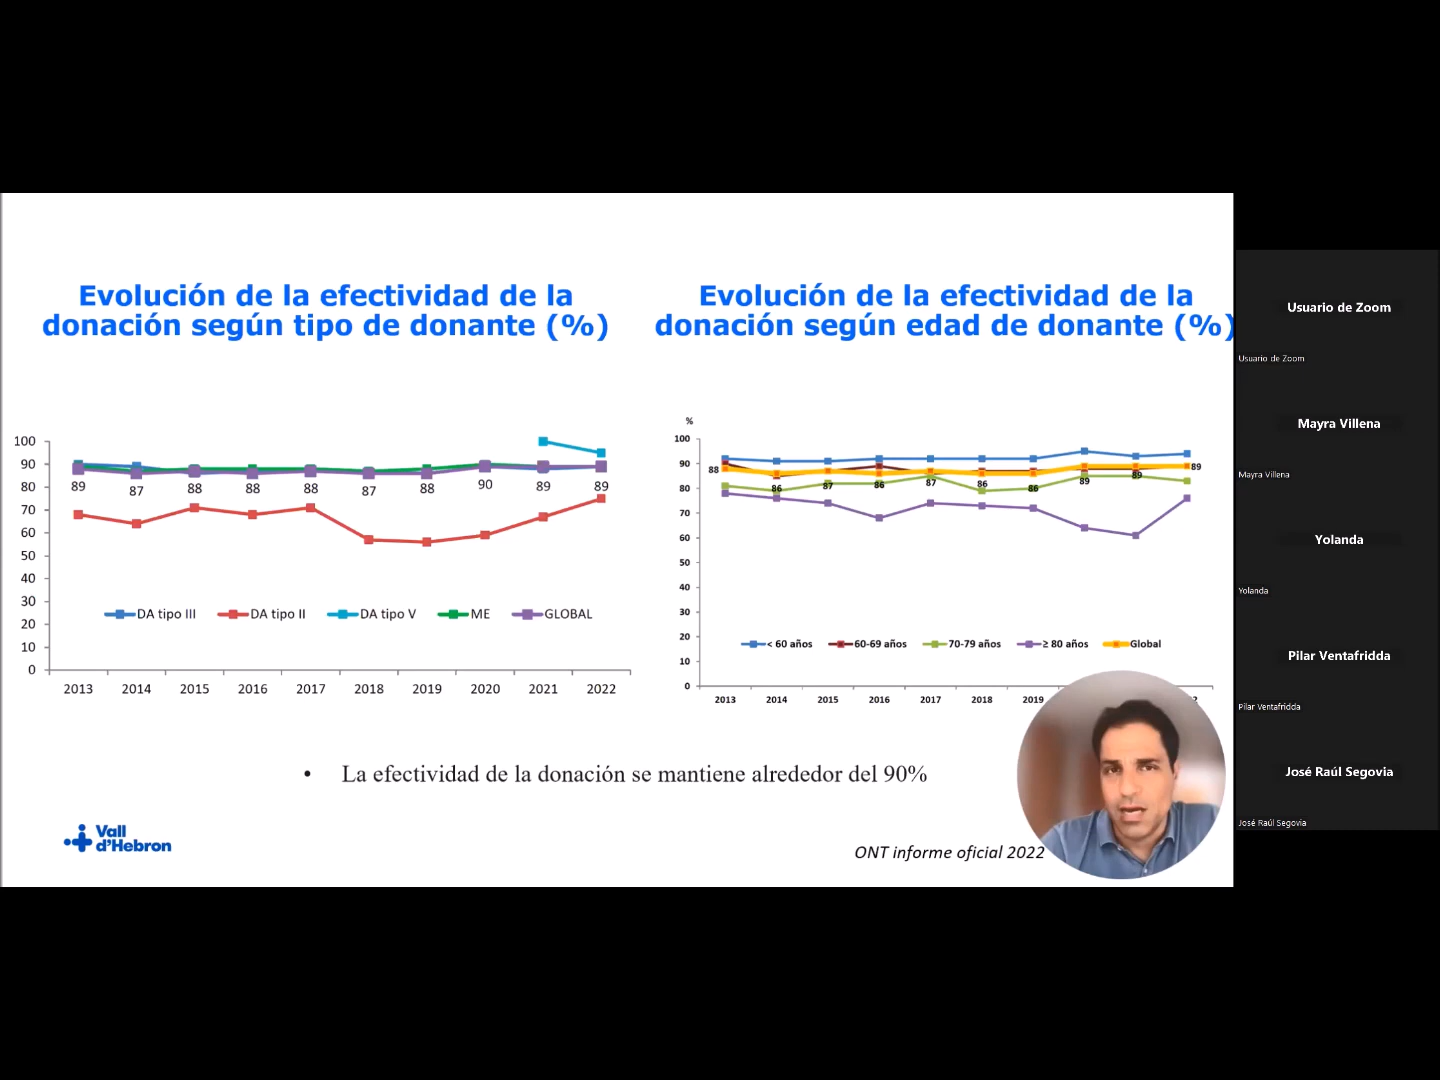 Evolución de la efectividad de la
donación según tipo de donante (%)
100
90
80
70
60
50
40
30
20
10
0
89
87
88
88
88
87
88
90
89
89
DA tipo III
DA tipo II
DA tipo V
ME
GLOBAL
2013
2014
2015
2016
2017
2018
2019
2020
2021
2022
Evolución de la efectividad de la
donación según edad de donante (%)
%
100
90
80
70
60
50
40
30
20
10
0
88
86
87
86
87
86
86
89
89
89
< 60 años
60-69 años
70-79 años
≥ 80 años
Global
2013
2014
2015
2016
2017
2018
2019
2
• La efectividad de la donación se mantiene alrededor del 90%
Vall
d'Hebron
ONT informe oficial 2022
Usuario de Zoom
Usuario de Zoom
Mayra Villena
Mayra Villena
Yolanda
Yolanda
Pilar Ventafridda
Pilar Ventafridda
José Raúl Segovia
José Raúl Segovia